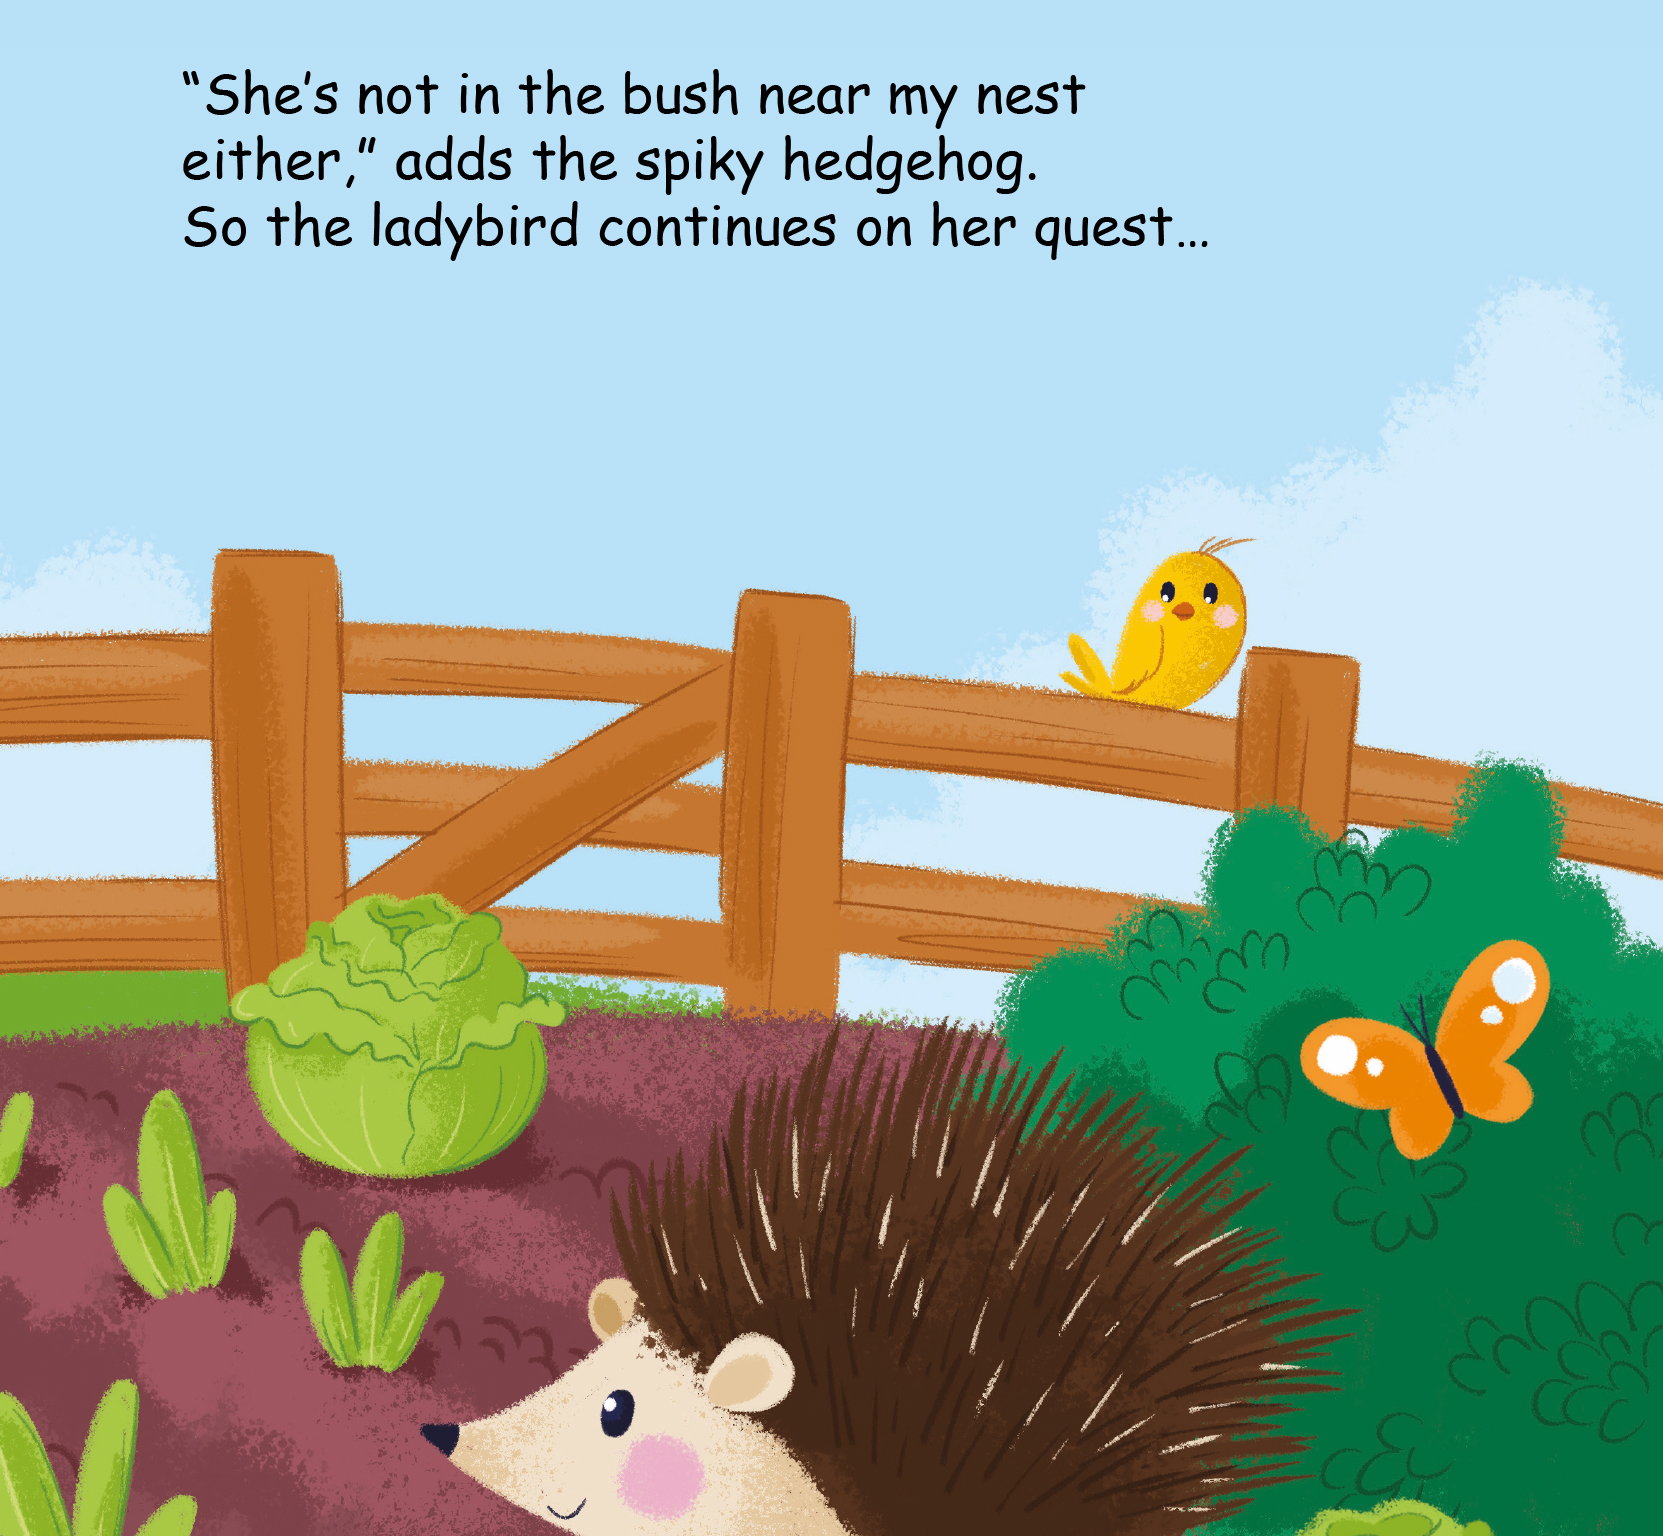 “She’s not in the bush near my nest
either,” adds the spiky hedgehog.
So the ladybird continues on her quest...